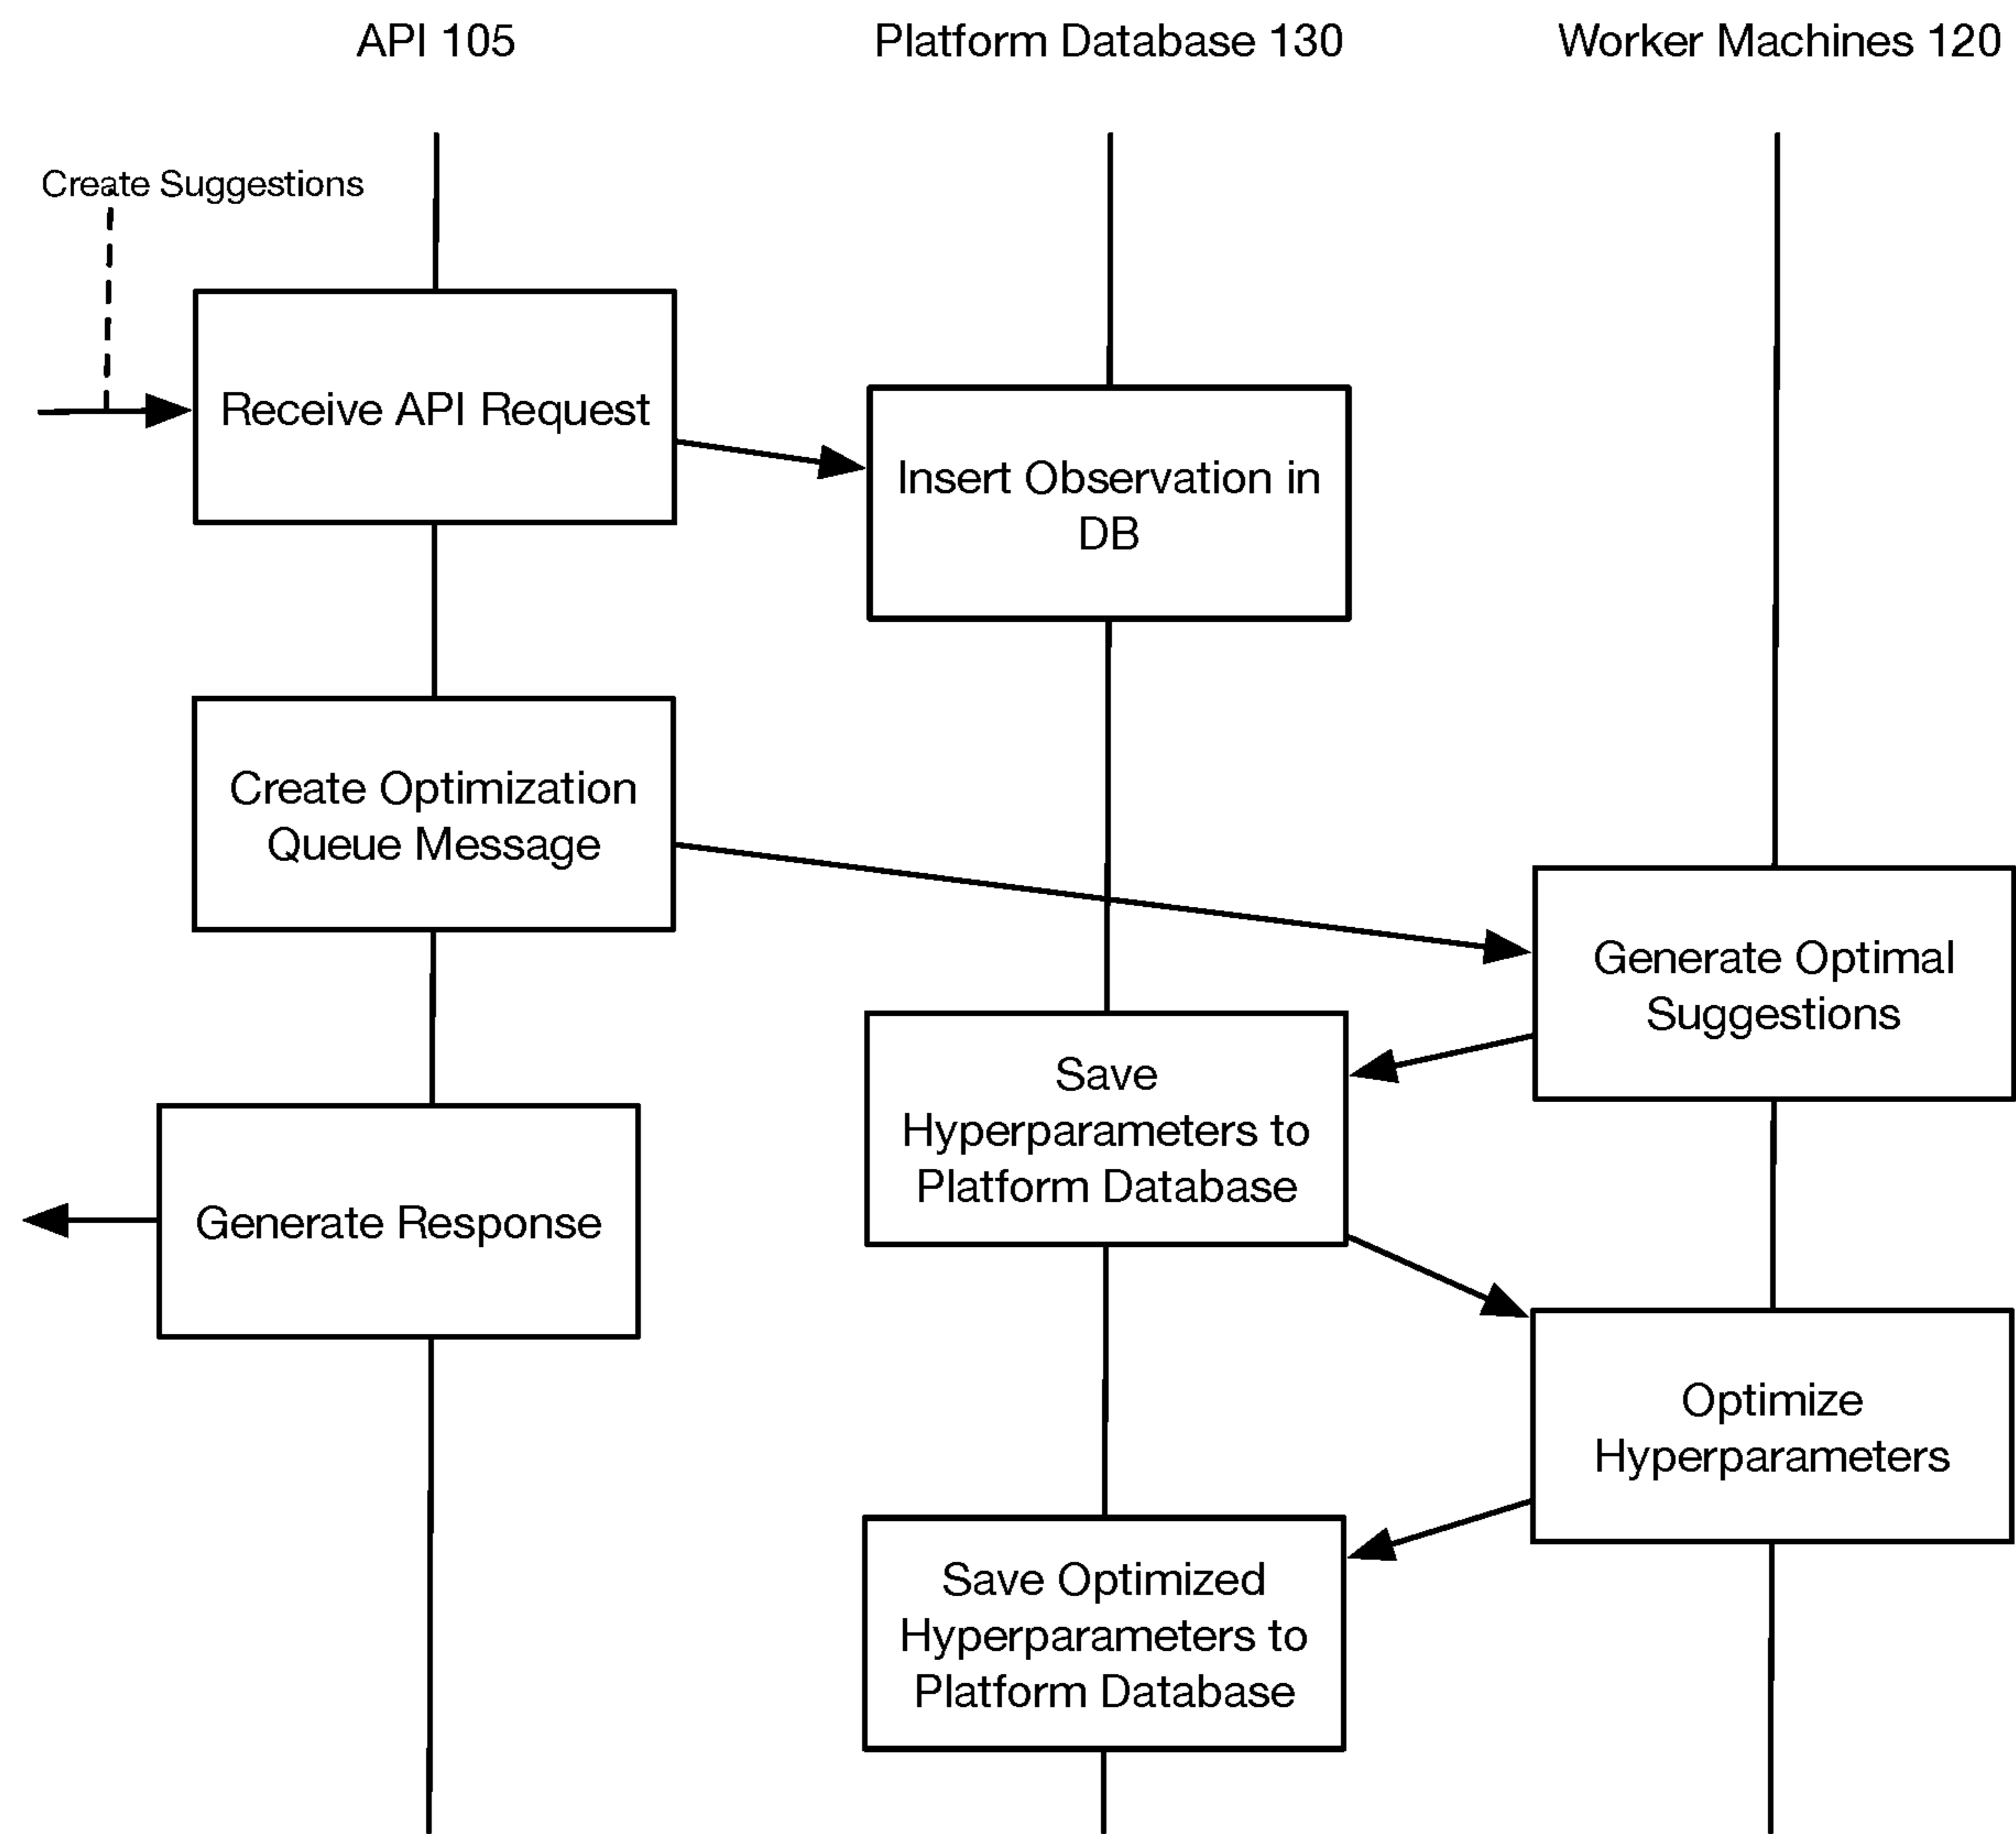 API 105
Platform Database 130
Worker Machines 120
Create Suggestions
Receive API Request
Insert Observation in
DB
Create Optimization
Queue Message
Generate Optimal
Suggestions
Save
Hyperparameters to
Platform Database
Generate Response
Optimize
Hyperparameters
Save Optimized
Hyperparameters to
Platform Database